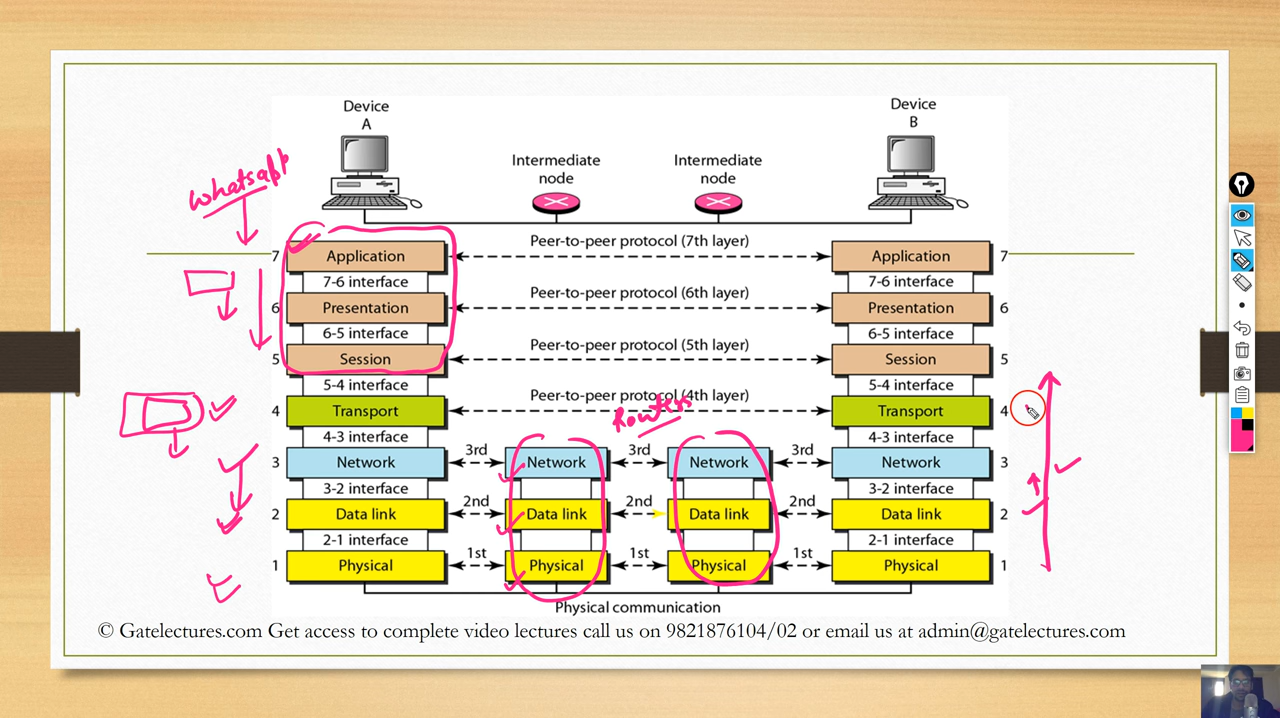 Device
A
Device
B
Intermediate
node
Intermediate
node
Whatsapp
7 Application Peer-to-peer protocol (7th layer) Application 7
7-6 interface 7-6 interface
6 Presentation Peer-to-peer protocol (6th layer) Presentation 6
6-5 interface 6-5 interface
5 Session Peer-to-peer protocol (5th layer) Session 5
5-4 interface 5-4 interface
4 Transport Peer-to-peer protocol (4th layer) Transport 4
Routers
4-3 interface 4-3 interface
3 Network 3rd Network 3rd Network 3rd Network 3
3-2 interface 3-2 interface
2 Data link 2nd Data link 2nd Data link 2nd Data link 2
2-1 interface 2-1 interface
1 Physical 1st Physical 1st Physical 1st Physical 1
Physical communication
© Gatelectures.com Get access to complete video lectures call us on 9821876104/02 or email us at admin@gatelectures.com